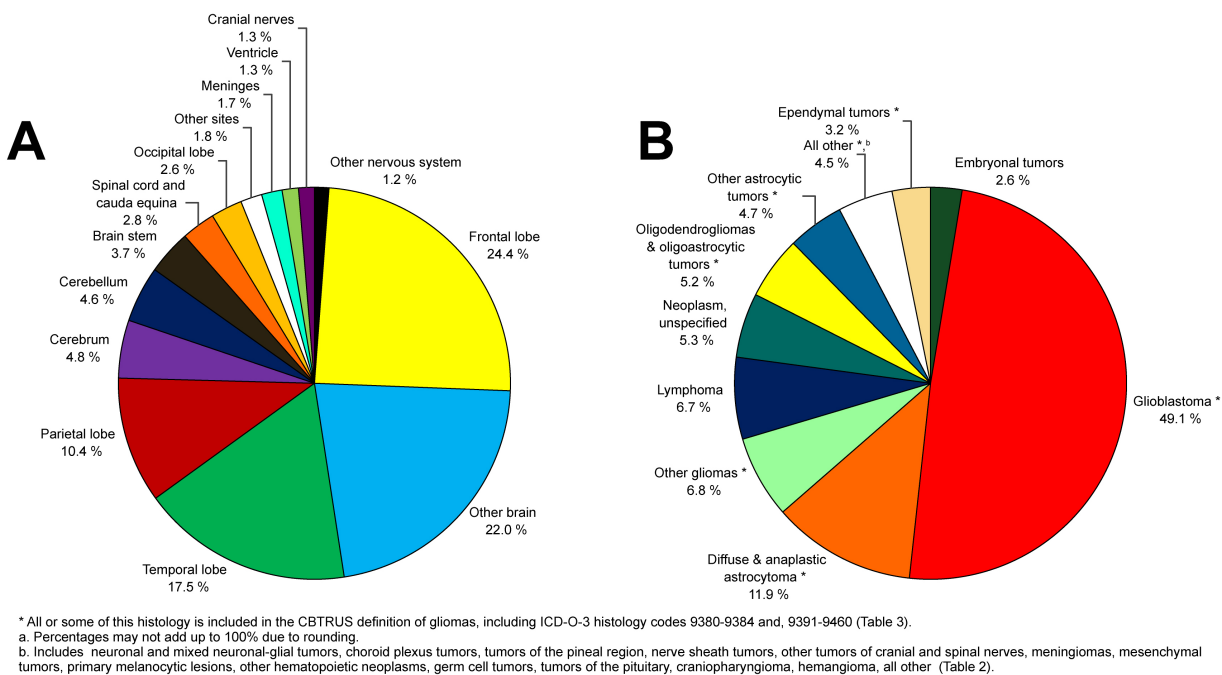 A
Cranial nerves
1.3 %
Ventricle
1.3 %
Meninges
1.7 %
Other sites
1.8 %
Occipital lobe
2.6 %
Spinal cord and
cauda equina
2.8 %
Brain stem
3.7 %
Cerebellum
4.6 %
Cerebrum
4.8 %
Parietal lobe
10.4 %
Temporal lobe
17.5 %
Other brain
22.0 %
Frontal lobe
24.4 %
Other nervous system
1.2 %
B
Ependymal tumors *
3.2 %
All other *,b
4.5 %
Other astrocytic
tumors *
4.7 %
Oligodendrogliomas
& oligoastrocytic
tumors *
5.2 %
Neoplasm,
unspecified
5.3 %
Lymphoma
6.7 %
Other gliomas *
6.8 %
Diffuse & anaplastic
astrocytoma *
11.9 %
Glioblastoma *
49.1 %
Embryonal tumors
2.6 %
* All or some of this histology is included in the CBTRUS definition of gliomas, including ICD-O-3 histology codes 9380-9384 and, 9391-9460 (Table 3).
a. Percentages may not add up to 100% due to rounding.
b. Includes neuronal and mixed neuronal-glial tumors, choroid plexus tumors, tumors of the pineal region, nerve sheath tumors, other tumors of cranial and spinal nerves, meningiomas, mesenchymal
tumors, primary melanocytic lesions, other hematopoietic neoplasms, germ cell tumors, tumors of the pituitary, craniopharyngioma, hemangioma, all other (Table 2).